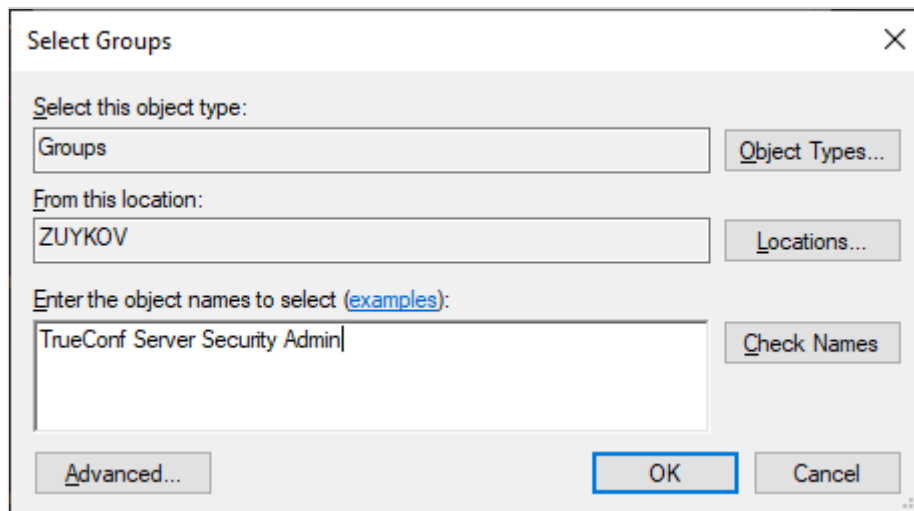 Select Groups
Select this object type:
Groups
Object Types...
From this location:
ZUYKOV
Locations...
Enter the object names to select (examples):
TrueConf Server Security Admin
Check Names
Advanced...
OK
Cancel